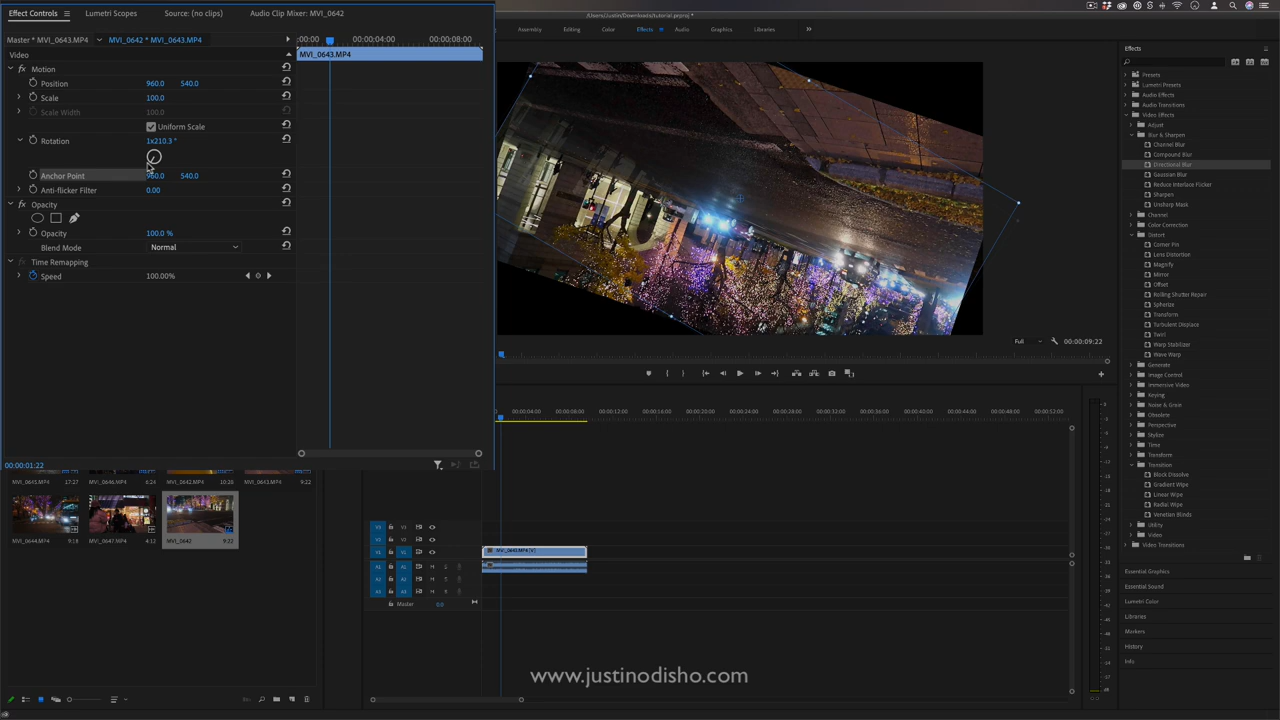 Effect Controls
Lumetri Scopes
Source: (no clips)
Audio Clip Mixer: MVI_0642
Master * MVI_0643.MP4
MVI_0642 * MVI_0643.MP4
:00:00
00:00:04:00
00:00:08:00
Video
MVI_0643.MP4
Motion
Position 960.0 540.0
Scale 100.0
Scale Width 100.0
Uniform Scale
Rotation 1x210.3 °
Anchor Point 960.0 540.0
Anti-flicker Filter 0.00
Opacity
Opacity 100.0 %
Blend Mode Normal
Time Remapping
Speed 100.00%
00:00:01:22
/Users/Justin/Downloads/tutorial.prproj *
Assembly
Editing
Color
Effects
Audio
Graphics
Libraries
Full
00:00:09:22
00:00:04:00
00:00:08:00
00:00:12:00
00:00:16:00
00:00:20:00
00:00:24:00
00:00:28:00
00:00:32:00
00:00:36:00
00:00:40:00
00:00:44:00
00:00:48:00
00:00:52:00
V3 V3
V2 V2
V1 V1
MVI_0643.MP4 [V]
A1 A1 M S
A2 A2 M S
A3 A3 M S
Master 0.0
MVI_0645.MP4 17:27
MVI_0646.MP4 6:24
MVI_0642.MP4 10:20
MVI_0643.MP4 9:22
MVI_0644.MP4 9:18
MVI_0647.MP4 4:12
MVI_0642 9:22
Effects
Presets
Lumetri Presets
Audio Effects
Audio Transitions
Video Effects
Adjust
Blur & Sharpen
Channel Blur
Compound Blur
Directional Blur
Gaussian Blur
Reduce Interlace Flicker
Sharpen
Unsharp Mask
Channel
Color Correction
Distort
Corner Pin
Lens Distortion
Magnify
Mirror
Offset
Rolling Shutter Repair
Spherize
Transform
Turbulent Displace
Twirl
Warp Stabilizer
Wave Warp
Generate
Image Control
Immersive Video
Keying
Noise & Grain
Obsolete
Perspective
Stylize
Time
Transform
Transition
Block Dissolve
Gradient Wipe
Linear Wipe
Radial Wipe
Venetian Blinds
Utility
Video
Video Transitions
Essential Graphics
Essential Sound
Lumetri Color
Libraries
Markers
History
Info
www.justinodisho.com